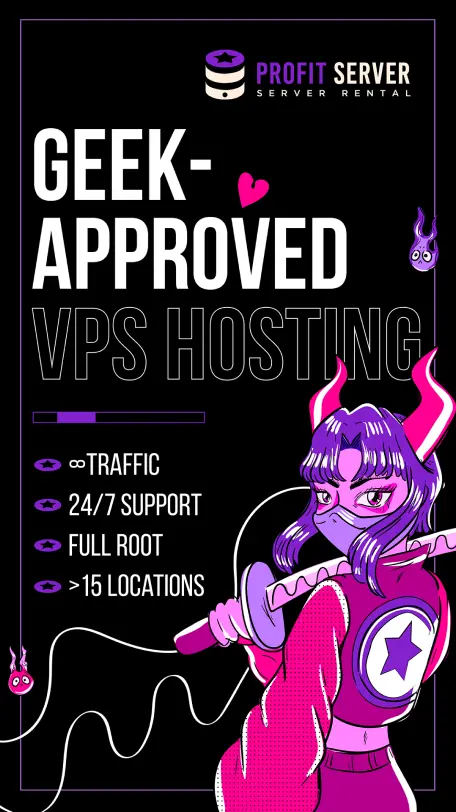 PROFIT SERVER
SERVER RENTAL
GEEK-
APPROVED
VPS HOSTING
∞TRAFFIC
24/7 SUPPORT
FULL ROOT
>15 LOCATIONS